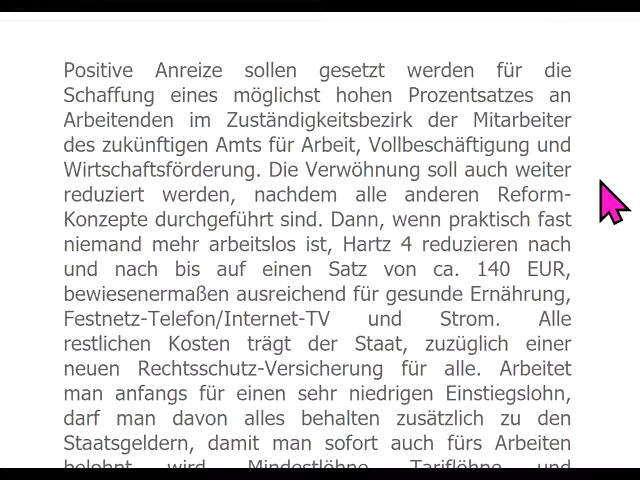 Positive Anreize sollen gesetzt werden für die
Schaffung eines möglichst hohen Prozentsatzes an
Arbeitenden im Zuständigkeitsbezirk der Mitarbeiter
des zukünftigen Amts für Arbeit, Vollbeschäftigung und
Wirtschaftsförderung. Die Verwöhnung soll auch weiter
reduziert werden, nachdem alle anderen Reform-
Konzepte durchgeführt sind. Dann, wenn praktisch fast
niemand mehr arbeitslos ist, Hartz 4 reduzieren nach
und nach bis auf einen Satz von ca. 140 EUR,
bewiesenermaßen ausreichend für gesunde Ernährung,
Festnetz-Telefon/Internet-TV und Strom. Alle
restlichen Kosten trägt der Staat, zuzüglich einer
neuen Rechtsschutz-Versicherung für alle. Arbeitet
man anfangs für einen sehr niedrigen Einstiegslohn,
darf man davon alles behalten zusätzlich zu den
Staatsgeldern, damit man sofort auch fürs Arbeiten
belohnt wird. Mindestlöhne, Tariflöhne und